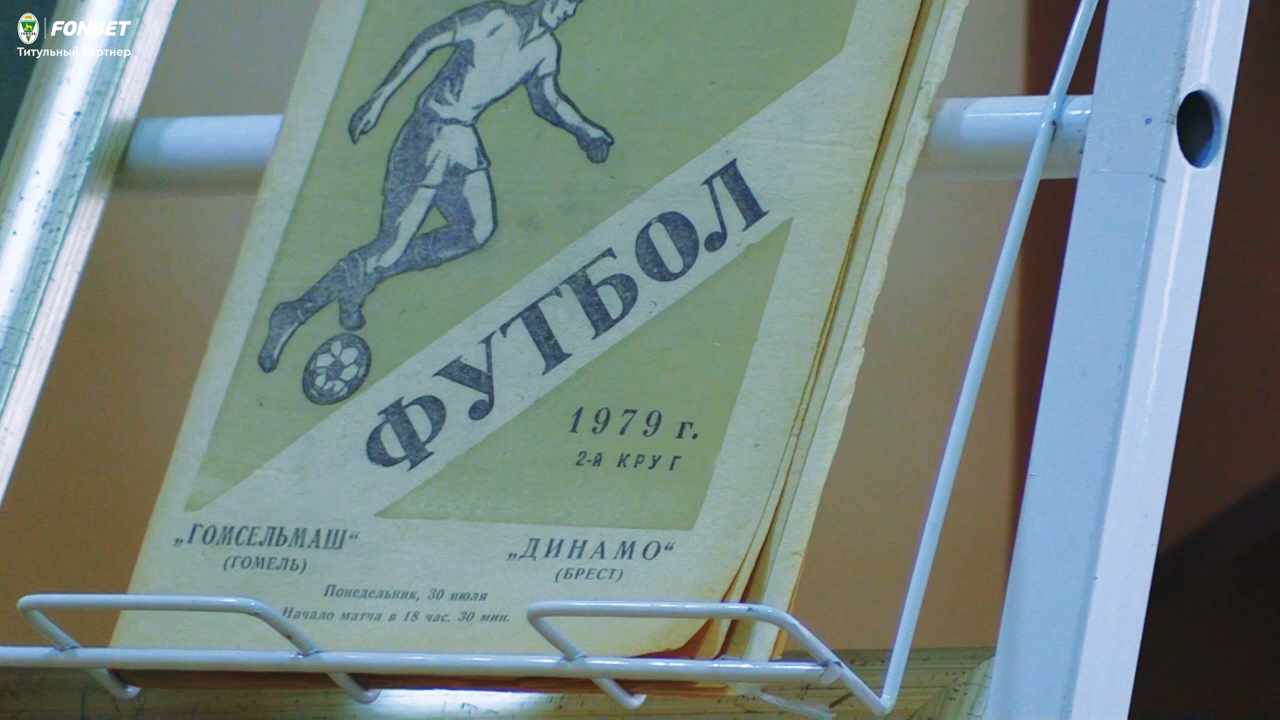 FONBET
Титульный партнер
ФУТБОЛ
1979 г.
2-й КРУГ
„ГОМСЕЛЬМАШ“
(ГОМЕЛЬ)
„ДИНАМО“
(БРЕСТ)
Понедельник, 30 июля
Начало матча в 18 час. 30 мин.